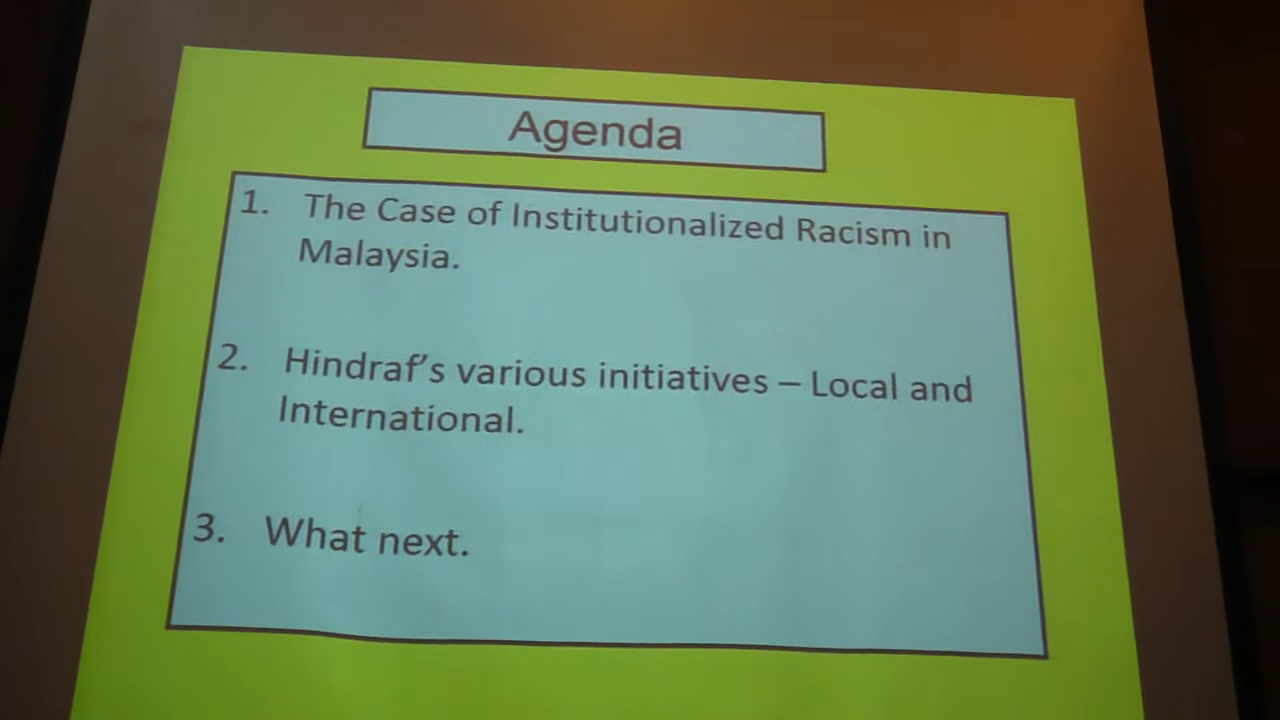 Agenda
1. The Case of Institutionalized Racism in
Malaysia.
2. Hindraf's various initiatives – Local and
International.
3. What next.